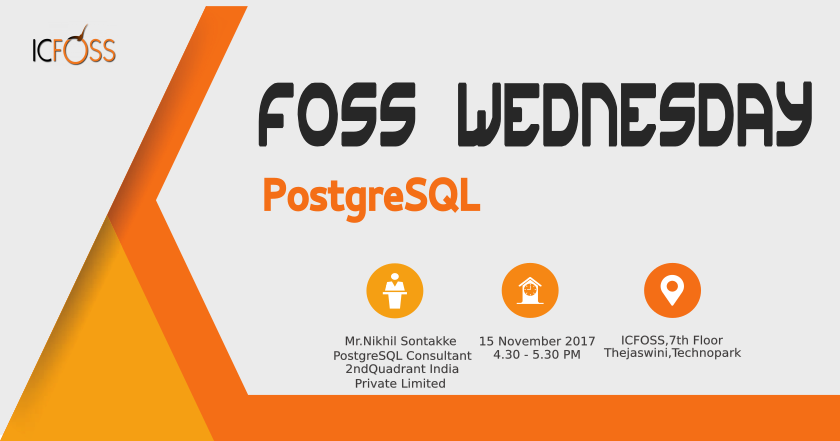 ICFOSS
FOSS WEDNESDAY
PostgreSQL
Mr.Nikhil Sontakke
PostgreSQL Consultant
2ndQuadrant India
Private Limited
15 November 2017
4.30 - 5.30 PM
ICFOSS,7th Floor
Thejaswini,Technopark